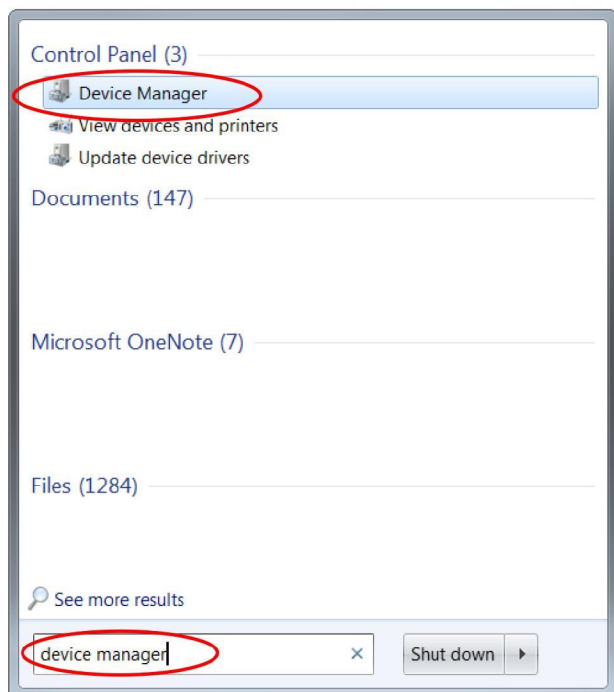 Control Panel (3)
Device Manager
View devices and printers
Update device drivers
Documents (147)
Microsoft OneNote (7)
Files (1284)
See more results
device manager
Shut down